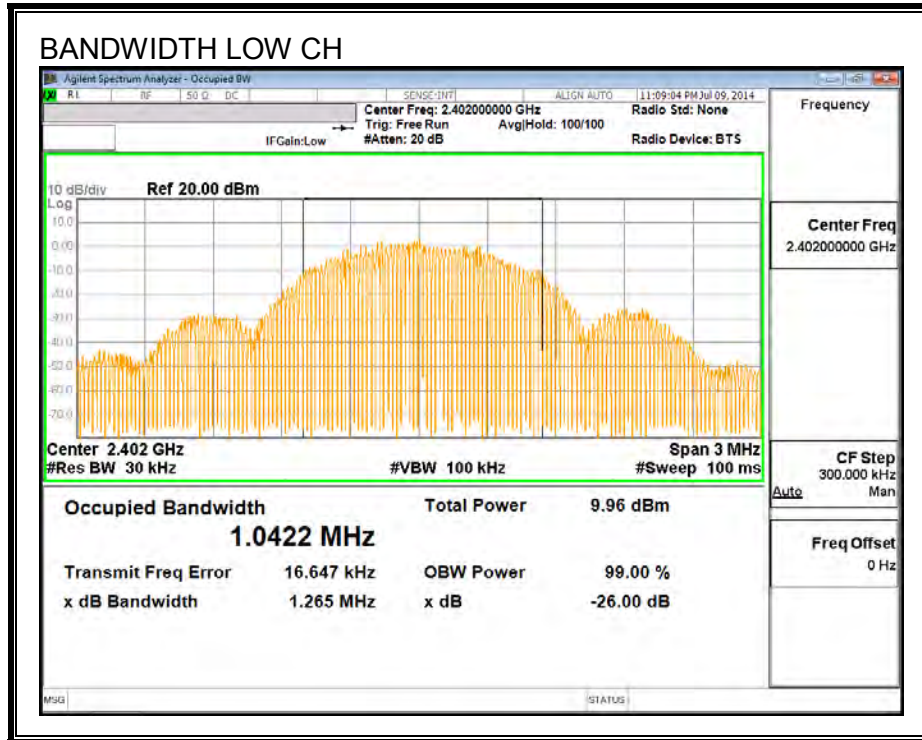 BANDWIDTH LOW CH
Agilent Spectrum Analyzer - Occupied BW
RL RF 50 Ω DC SENSE:INT ALIGN AUTO 11:09:04 PM Jul 09, 2014
Center Freq: 2.402000000 GHz Radio Std: None
Trig: Free Run Avg|Hold: 100/100
IFGain:Low #Atten: 20 dB Radio Device: BTS
Frequency
10 dB/div Ref 20.00 dBm
Log
10.0
0.00
-10.0
-20.0
-30.0
-40.0
-50.0
-60.0
-70.0
Center 2.402 GHz Span 3 MHz
#Res BW 30 kHz #VBW 100 kHz #Sweep 100 ms
Occupied Bandwidth Total Power 9.96 dBm
1.0422 MHz
Transmit Freq Error 16.647 kHz OBW Power 99.00 %
x dB Bandwidth 1.265 MHz x dB -26.00 dB
Center Freq
2.402000000 GHz
CF Step
300.000 kHz
Auto Man
Freq Offset
0 Hz
MSG STATUS